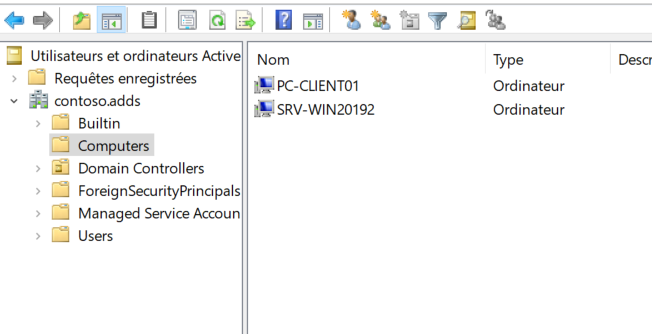 Utilisateurs et ordinateurs Active
Requêtes enregistrées
contoso.adds
Builtin
Computers
Domain Controllers
ForeignSecurityPrincipals
Managed Service Accoun
Users
Nom Type Descr
PC-CLIENT01 Ordinateur
SRV-WIN20192 Ordinateur